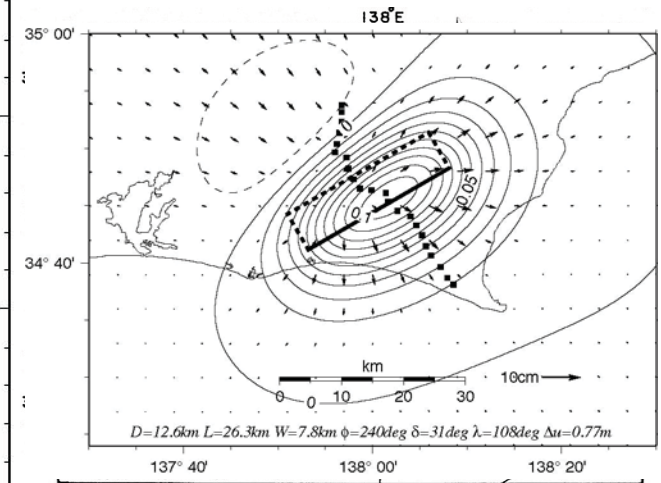 138°E
35° 00'
0
0.05
0.1
34° 40'
km
0 10 20 30
10cm
0
D=12.6km L=26.3km W=7.8km ϕ=240deg δ=31deg λ=108deg Δu=0.77m
137° 40' 138° 00' 138° 20'